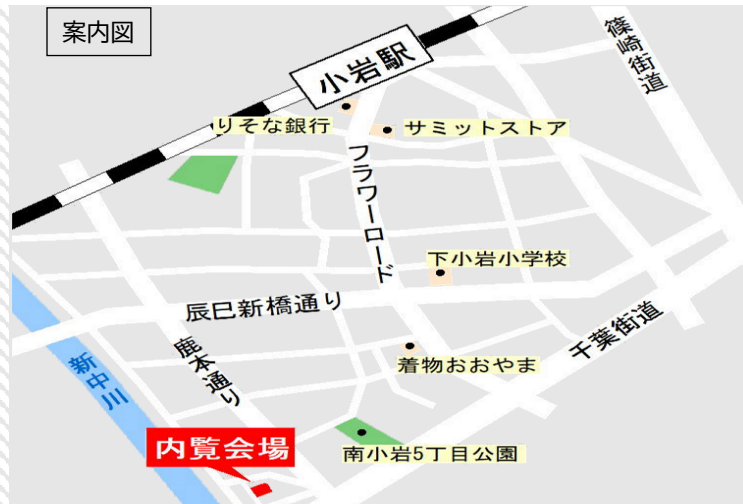 案内図
小岩駅
篠崎街道
りそな銀行
サミットストア
フラワーロード
下小岩小学校
辰巳新橋通り
千葉街道
鹿本通り
着物おおやま
新中川
内覧会場
南小岩5丁目公園